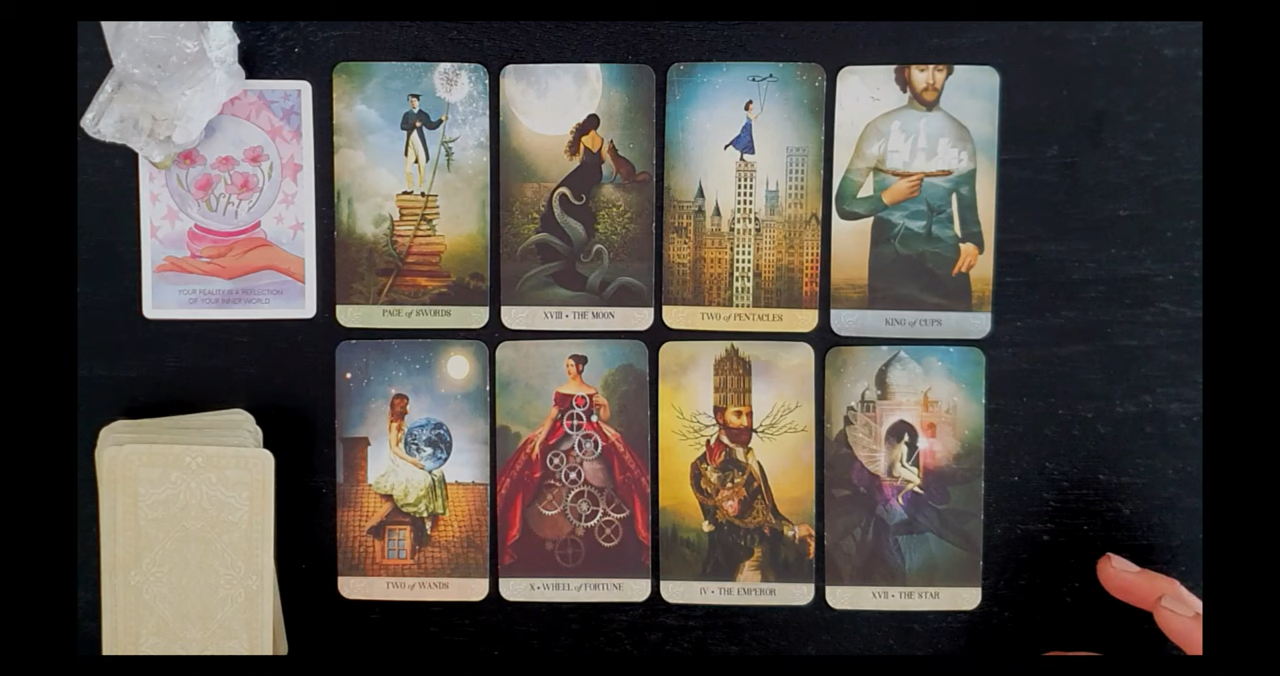 YOUR REALITY IS A REFLECTION
OF YOUR INNER WORLD
PAGE of SWORDS
XVIII • THE MOON
TWO of PENTACLES
KING of CUPS
TWO of WANDS
X • WHEEL of FORTUNE
IV • THE EMPEROR
XVII • THE STAR